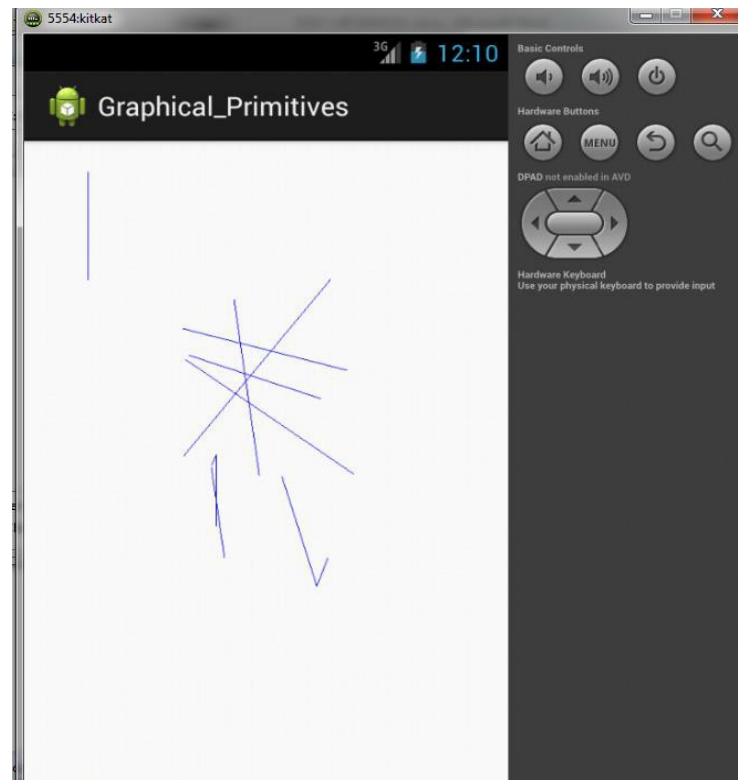 5554:kitkat
3G 12:10
Graphical_Primitives
Basic Controls
Hardware Buttons
MENU
DPAD not enabled in AVD
Hardware Keyboard
Use your physical keyboard to provide input